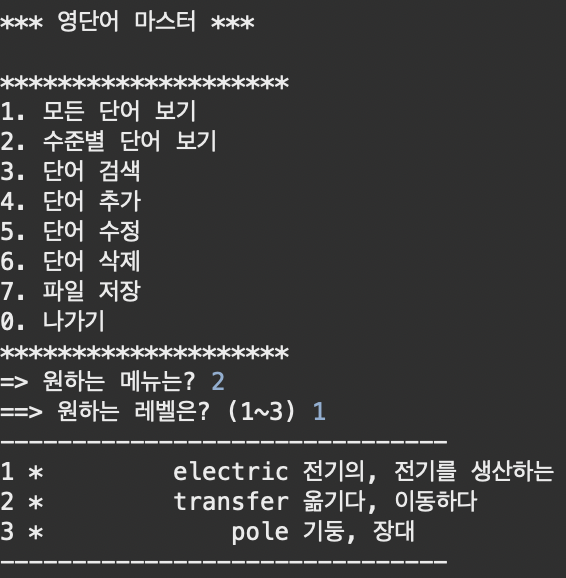 *** 영단어 마스터 ***
********************
1. 모든 단어 보기
2. 수준별 단어 보기
3. 단어 검색
4. 단어 추가
5. 단어 수정
6. 단어 삭제
7. 파일 저장
0. 나가기
********************
=> 원하는 메뉴는? 2
==> 원하는 레벨은? (1~3) 1
-------------------------------
1 *         electric 전기의, 전기를 생산하는
2 *         transfer 옮기다, 이동하다
3 *             pole 기둥, 장대
-------------------------------